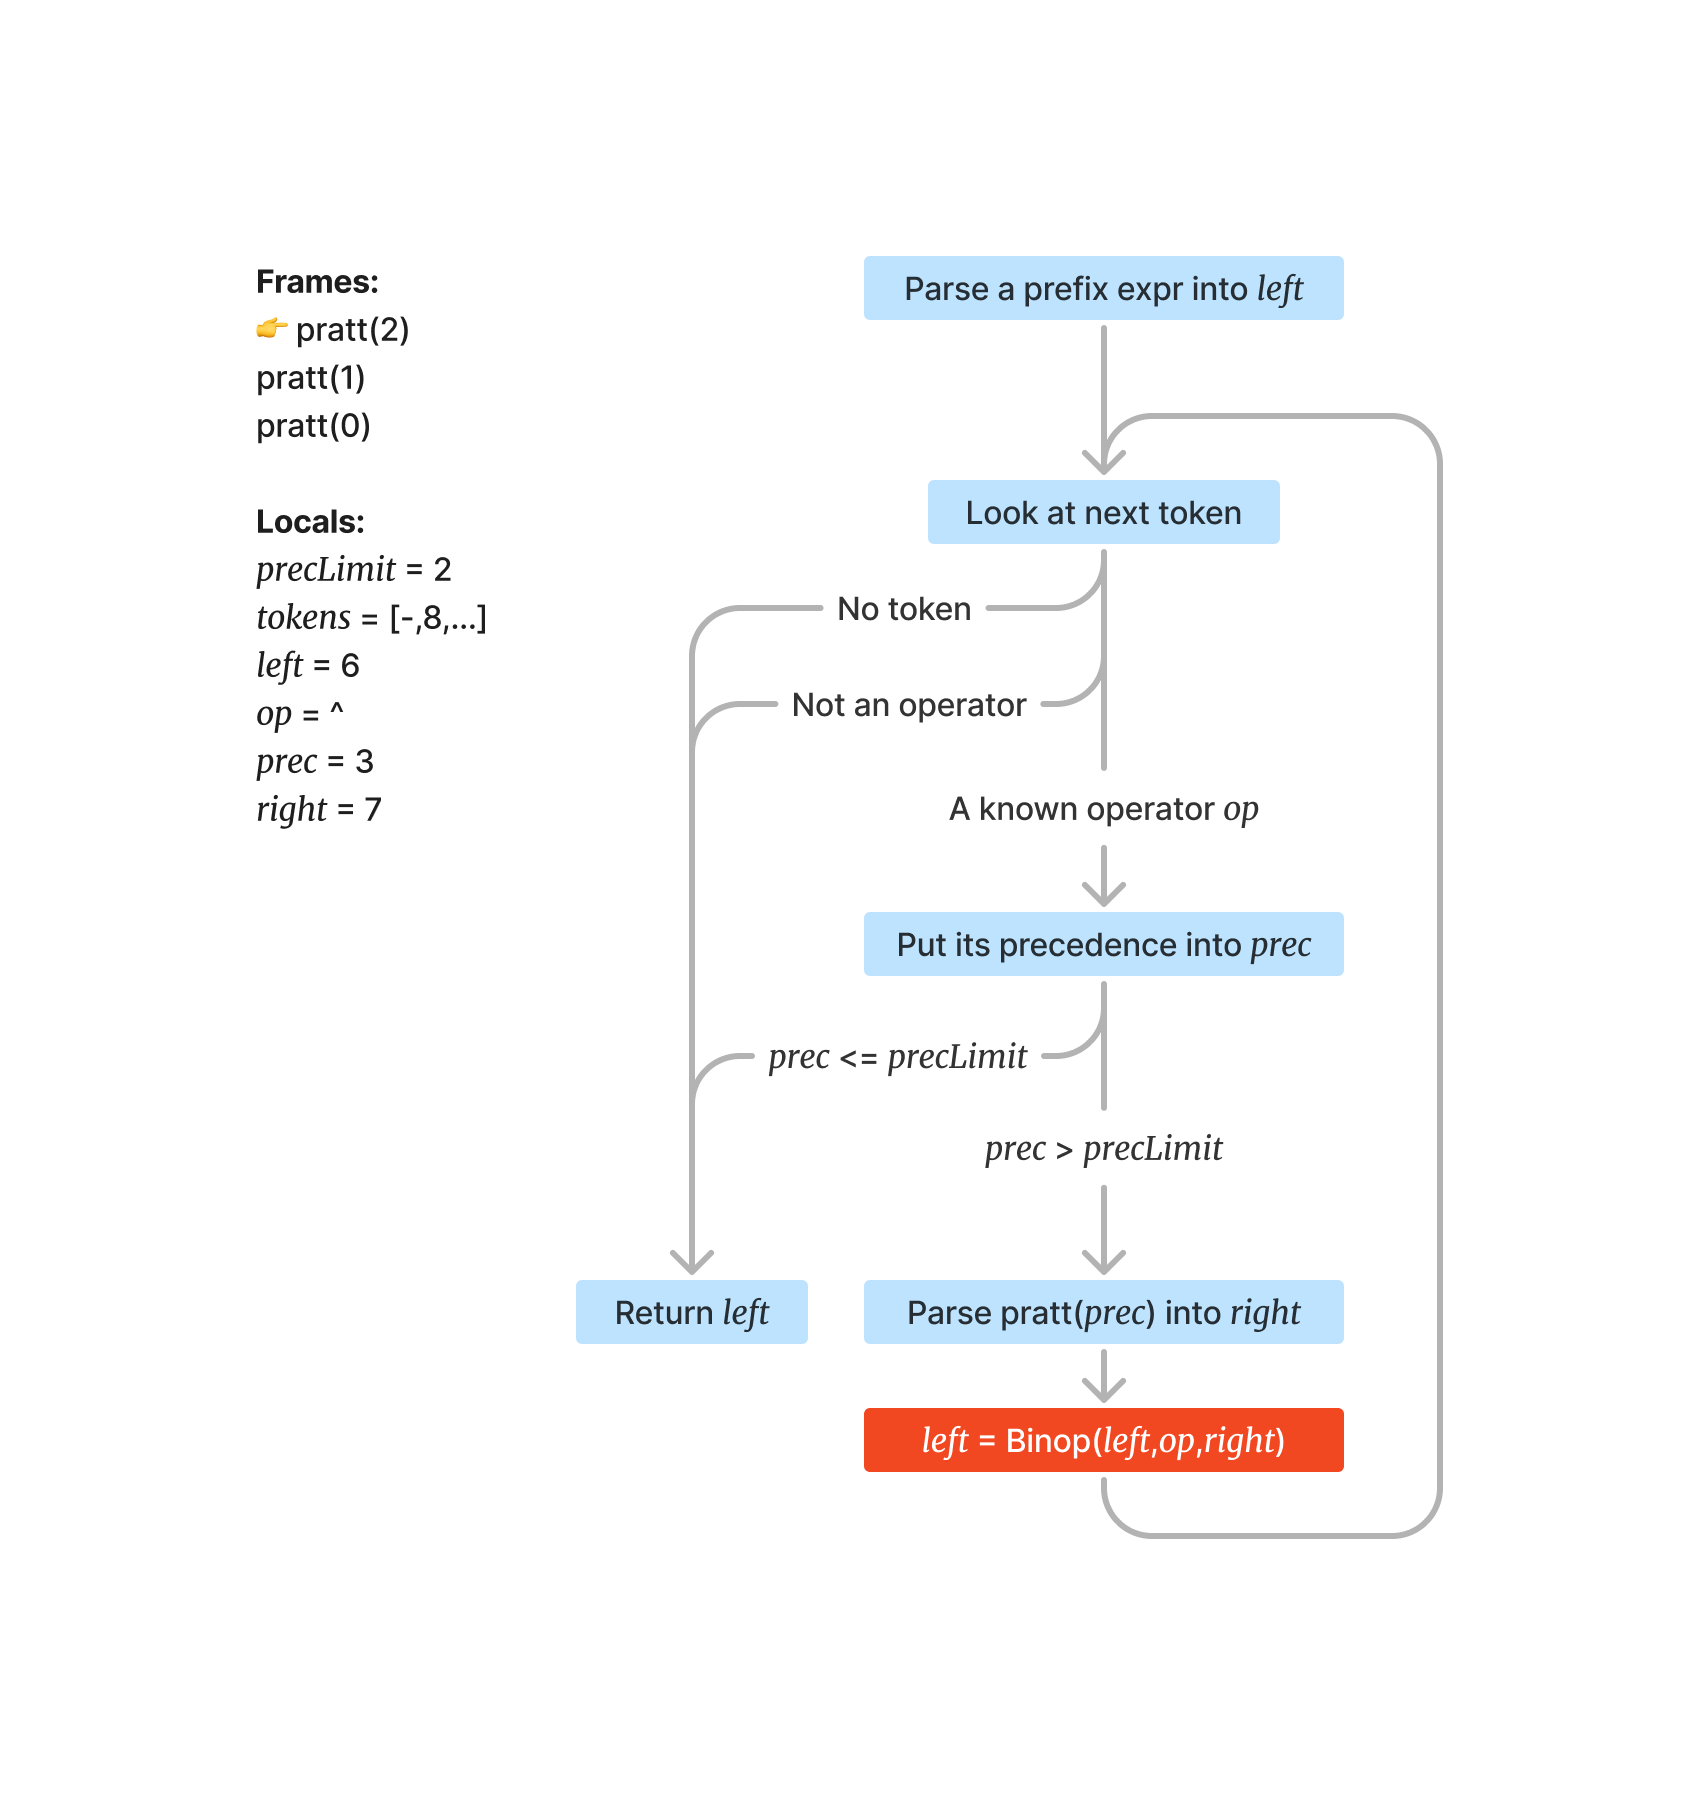 Frames:
👉 pratt(2)
pratt(1)
pratt(0)
Locals:
precLimit = 2
tokens = [-,8,...]
left = 6
op = ^
prec = 3
right = 7
Parse a prefix expr into left
Look at next token
No token
Not an operator
A known operator op
Put its precedence into prec
prec <= precLimit
prec > precLimit
Return left
Parse pratt(prec) into right
left = Binop(left,op,right)